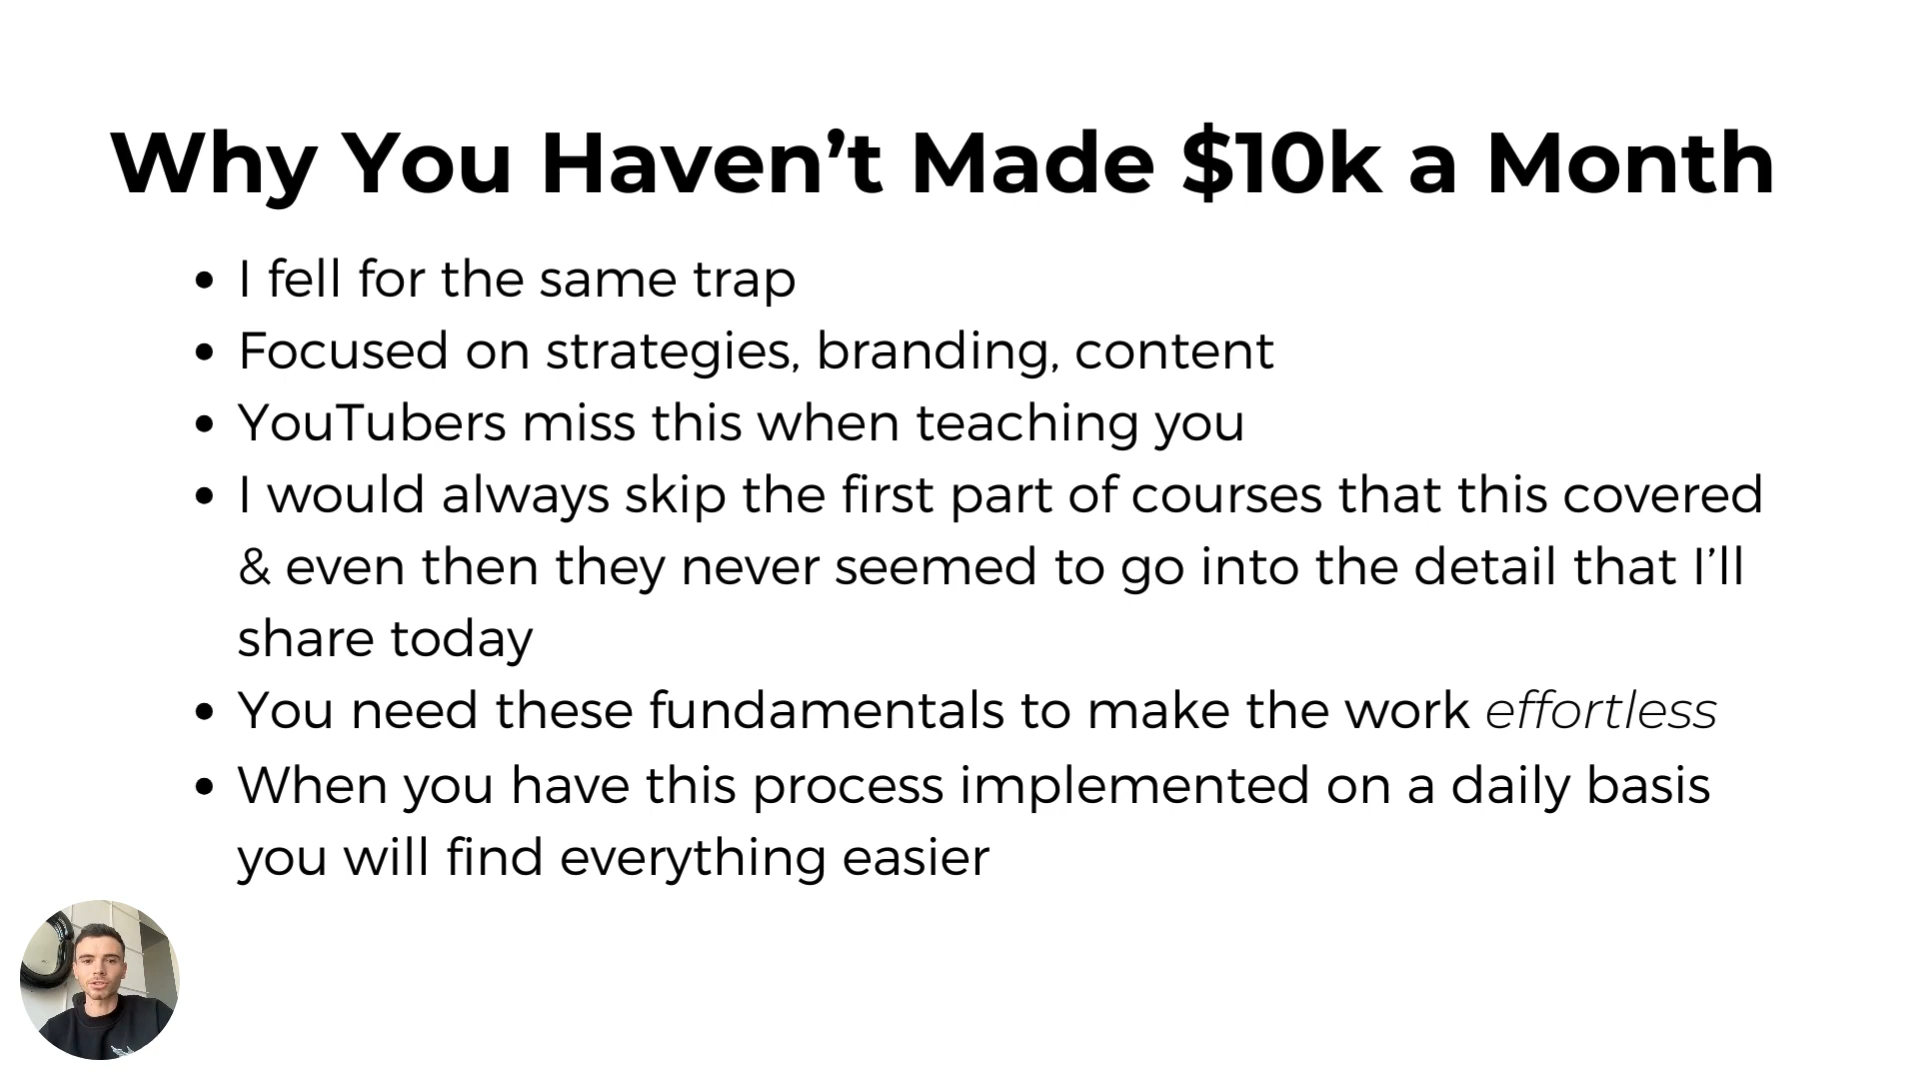 Why You Haven’t Made $10k a Month
• I fell for the same trap
• Focused on strategies, branding, content
• YouTubers miss this when teaching you
• I would always skip the first part of courses that this covered
& even then they never seemed to go into the detail that I’ll
share today
• You need these fundamentals to make the work effortless
• When you have this process implemented on a daily basis
you will find everything easier